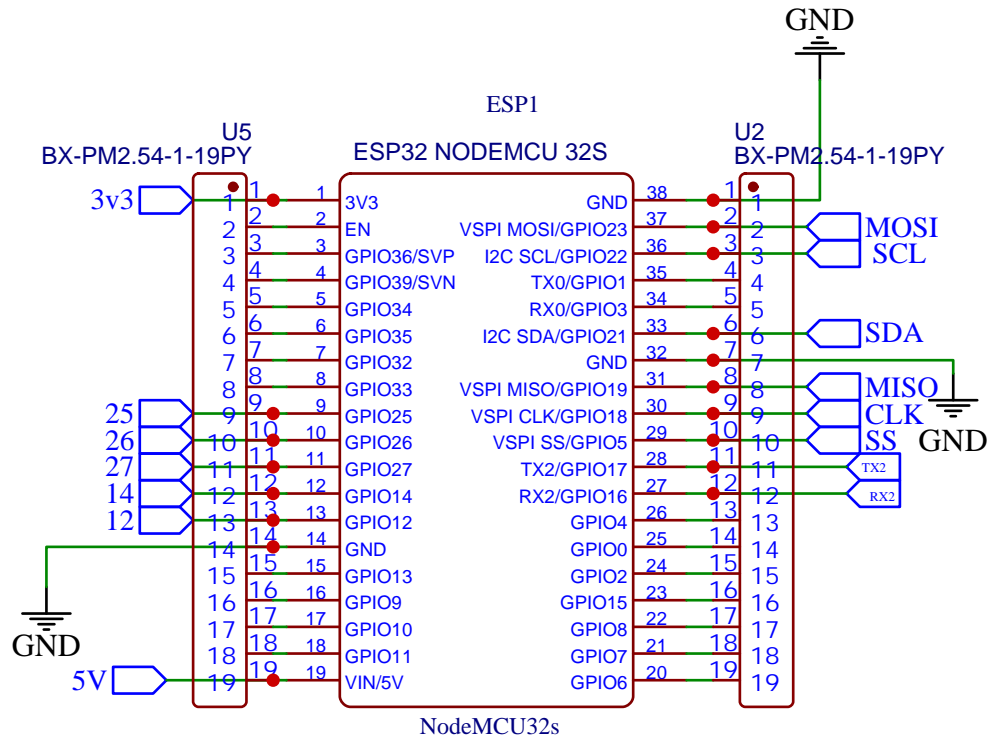 GND
ESP1
U5
U2
BX-PM2.54-1-19PY
ESP32 NODEMCU 32S
BX-PM2.54-1-19PY
3v3 1 1 1 3V3 GND 38 1 1
2 2 2 EN VSPI MOSI/GPIO23 37 2 2 MOSI
3 3 3 GPIO36/SVP I2C SCL/GPIO22 36 3 3 SCL
4 4 4 GPIO39/SVN TX0/GPIO1 35 4 4
5 5 5 GPIO34 RX0/GPIO3 34 5 5
6 6 6 GPIO35 I2C SDA/GPIO21 33 6 6 SDA
7 7 7 GPIO32 GND 32 7 7
8 8 8 GPIO33 VSPI MISO/GPIO19 31 8 8 MISO
25 9 9 9 GPIO25 VSPI CLK/GPIO18 30 9 9 CLK
26 10 10 10 GPIO26 VSPI SS/GPIO5 29 10 10 SS GND
27 11 11 11 GPIO27 TX2/GPIO17 28 11 11 TX2
14 12 12 12 GPIO14 RX2/GPIO16 27 12 12 RX2
12 13 13 13 GPIO12 GPIO4 26 13 13
14 14 14 GND GPIO0 25 14 14
15 15 15 GPIO13 GPIO2 24 15 15
16 16 16 GPIO9 GPIO15 23 16 16
GND 17 17 17 GPIO10 GPIO8 22 17 17
18 18 18 GPIO11 GPIO7 21 18 18
5V 19 19 19 VIN/5V GPIO6 20 19 19
NodeMCU32s